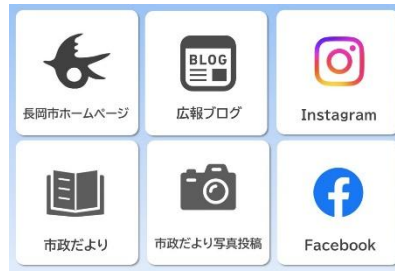 BLOG
長岡市ホームページ
広報ブログ
Instagram
市政だより
市政だより写真投稿
Facebook